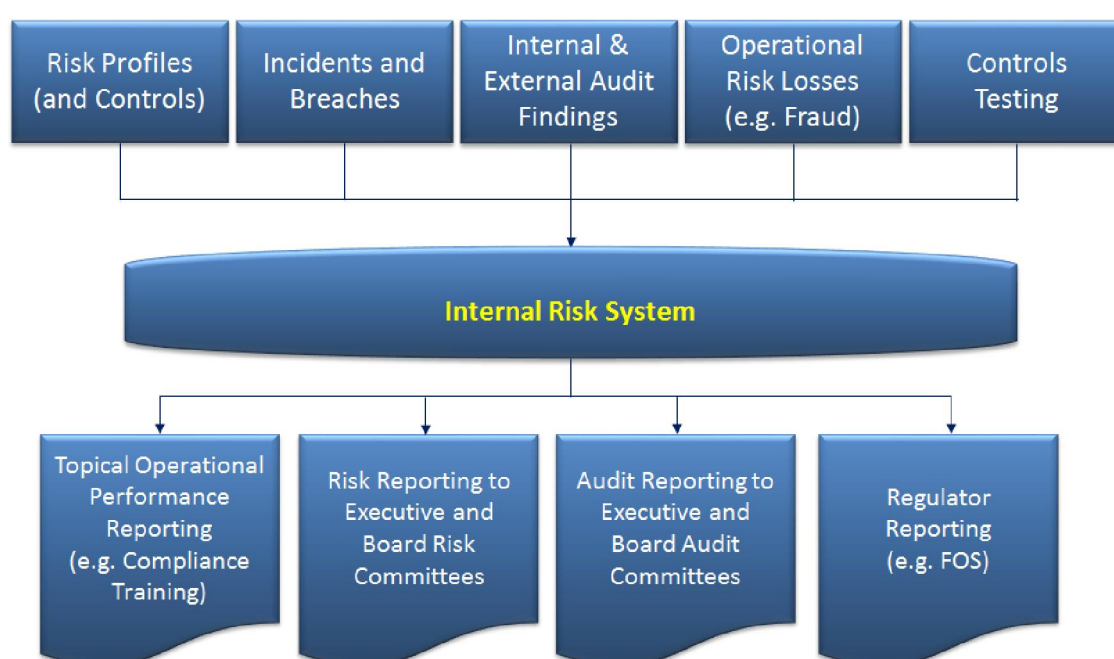 Risk Profiles
(and Controls)
Incidents and
Breaches
Internal &
External Audit
Findings
Operational
Risk Losses
(e.g. Fraud)
Controls
Testing
Internal Risk System
Topical Operational
Performance
Reporting
(e.g. Compliance
Training)
Risk Reporting to
Executive and
Board Risk
Committees
Audit Reporting to
Executive and
Board Audit
Committees
Regulator
Reporting
(e.g. FOS)